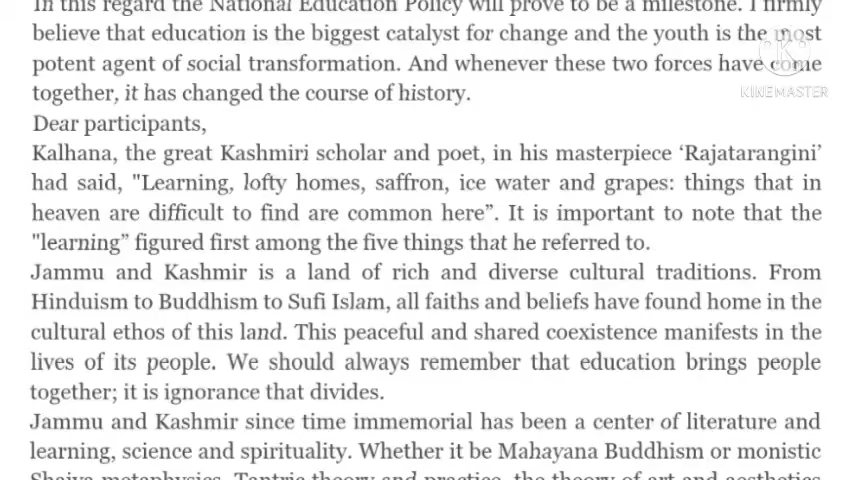 In this regard the National Education Policy will prove to be a milestone. I firmly
believe that education is the biggest catalyst for change and the youth is the most
potent agent of social transformation. And whenever these two forces have come
together, it has changed the course of history.
KINEMASTER
Dear participants,
Kalhana, the great Kashmiri scholar and poet, in his masterpiece ‘Rajatarangini’
had said, "Learning, lofty homes, saffron, ice water and grapes: things that in
heaven are difficult to find are common here”. It is important to note that the
"learning” figured first among the five things that he referred to.
Jammu and Kashmir is a land of rich and diverse cultural traditions. From
Hinduism to Buddhism to Sufi Islam, all faiths and beliefs have found home in the
cultural ethos of this land. This peaceful and shared coexistence manifests in the
lives of its people. We should always remember that education brings people
together; it is ignorance that divides.
Jammu and Kashmir since time immemorial has been a center of literature and
learning, science and spirituality. Whether it be Mahayana Buddhism or monistic
Shaiva metaphysics, Tantric theory and practice, the theory of art and aesthetics